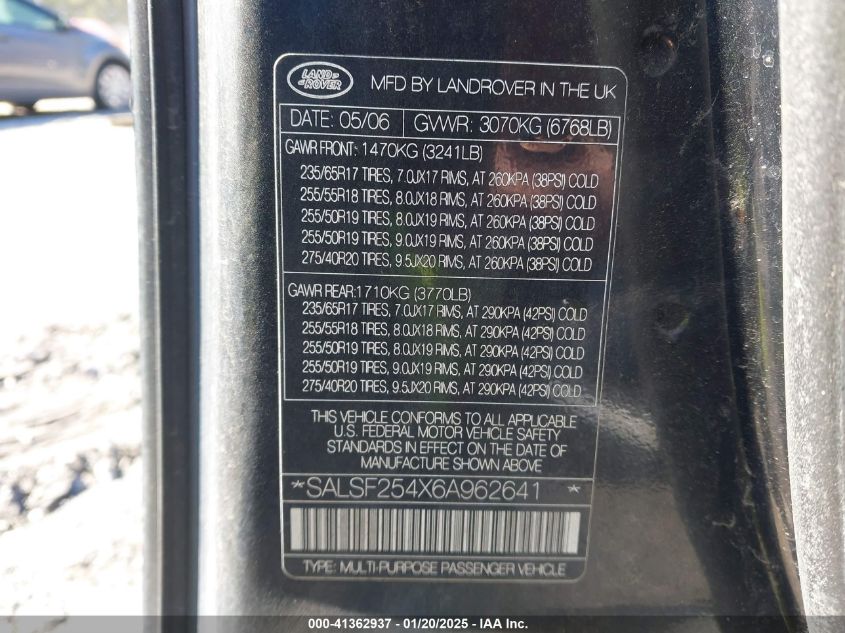 LAND
ROVER
MFD BY LANDROVER IN THE UK
DATE: 05/06 GVWR: 3070KG (6768LB)
GAWR FRONT: 1470KG (3241LB)
235/65R17 TIRES, 7.0JX17 RIMS, AT 260KPA (38PSI) COLD
255/55R18 TIRES, 8.0JX18 RIMS, AT 260KPA (38PSI) COLD
255/50R19 TIRES, 8.0JX19 RIMS, AT 260KPA (38PSI) COLD
255/50R19 TIRES, 9.0JX19 RIMS, AT 260KPA (38PSI) COLD
275/40R20 TIRES, 9.5JX20 RIMS, AT 260KPA (38PSI) COLD
GAWR REAR:1710KG (3770LB)
235/65R17 TIRES, 7.0JX17 RIMS, AT 290KPA (42PSI) COLD
255/55R18 TIRES, 8.0JX18 RIMS, AT 290KPA (42PSI) COLD
255/50R19 TIRES, 8.0JX19 RIMS, AT 290KPA (42PSI) COLD
255/50R19 TIRES, 9.0JX19 RIMS, AT 290KPA (42PSI) COLD
275/40R20 TIRES, 9.5JX20 RIMS, AT 290KPA (42PSI) COLD
THIS VEHICLE CONFORMS TO ALL APPLICABLE
U.S. FEDERAL MOTOR VEHICLE SAFETY
STANDARDS IN EFFECT ON THE DATE OF
MANUFACTURE SHOWN ABOVE
*SALSF254X6A962641 *
TYPE: MULTI-PURPOSE PASSENGER VEHICLE
000-41362937 - 01/20/2025 - IAA Inc.